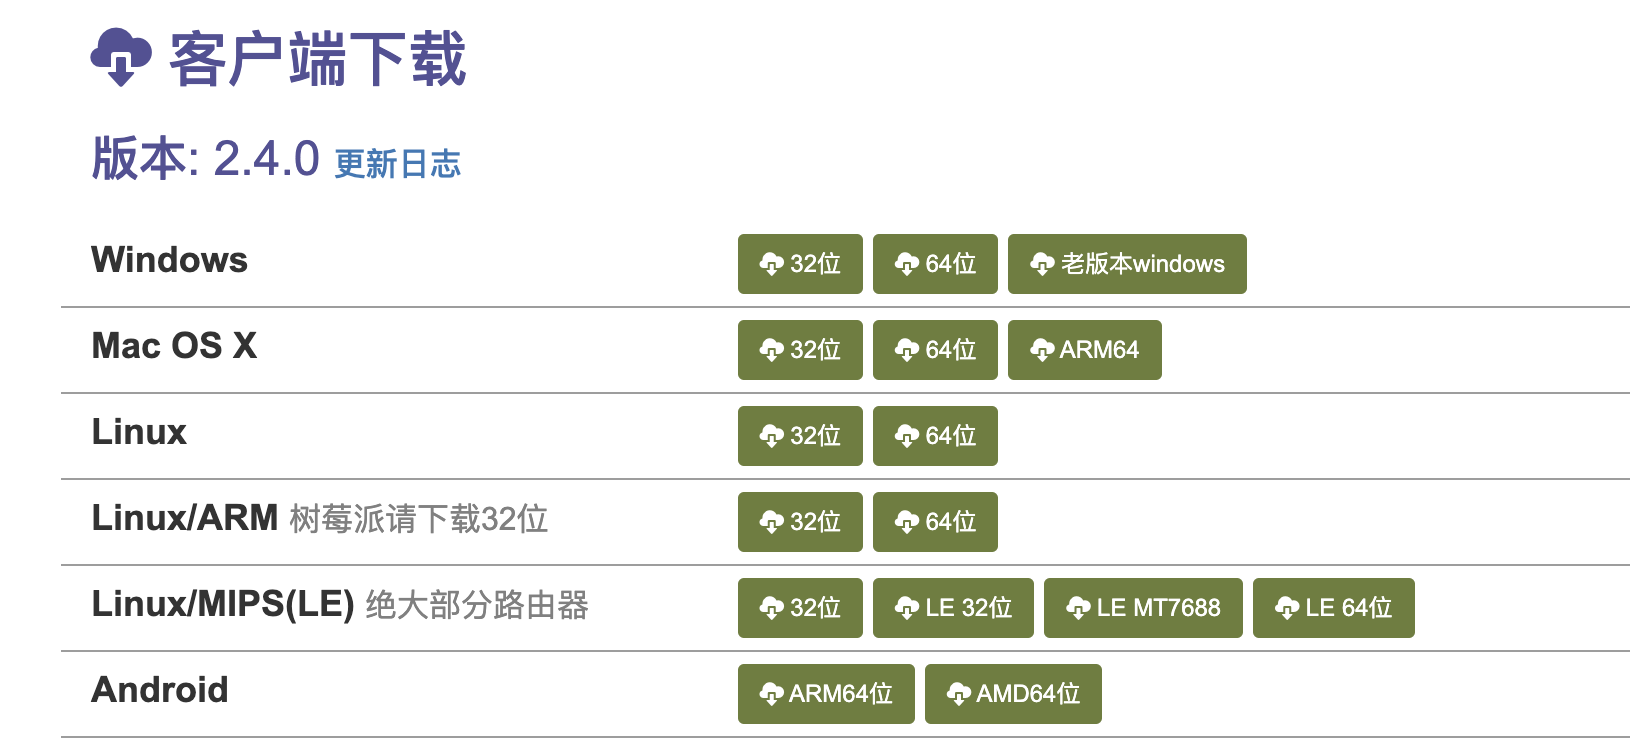 客户端下载
版本: 2.4.0 更新日志
Windows 32位 64位 老版本windows
Mac OS X 32位 64位 ARM64
Linux 32位 64位
Linux/ARM 树莓派请下载32位 32位 64位
Linux/MIPS(LE) 绝大部分路由器 32位 LE 32位 LE MT7688 LE 64位
Android ARM64位 AMD64位